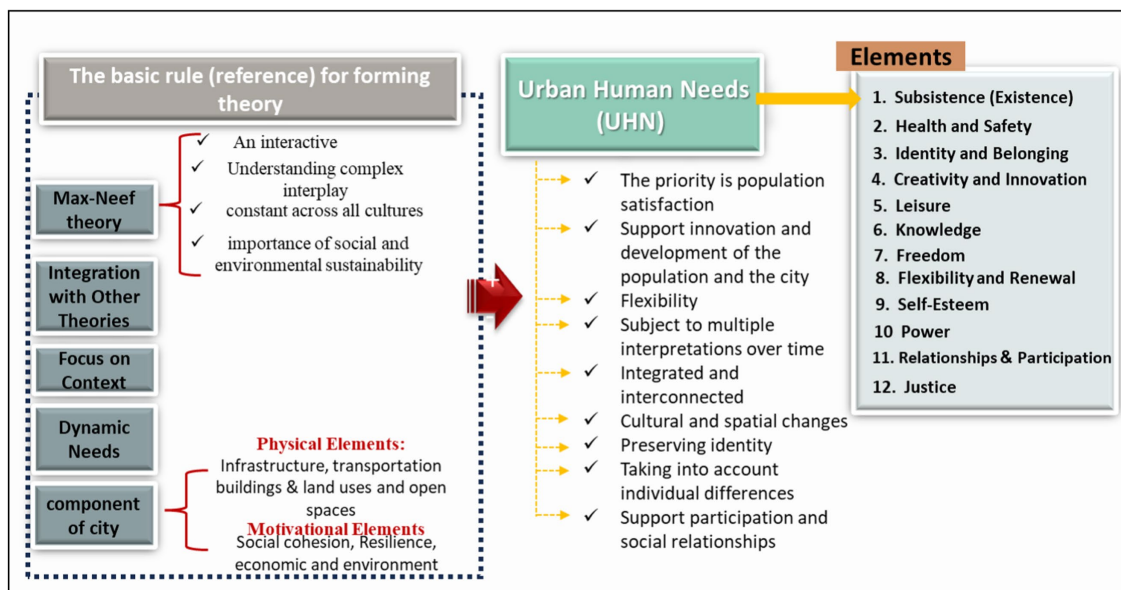 The basic rule (reference) for forming
theory
Max-Neef
theory
✓ An interactive
✓ Understanding complex
interplay
✓ constant across all cultures
✓ importance of social and
environmental sustainability
Integration
with Other
Theories
Focus on
Context
Dynamic
Needs
component
of city
Physical Elements:
Infrastructure, transportation
buildings & land uses and open
spaces
Motivational Elements
Social cohesion, Resilience,
economic and environment
Urban Human Needs
(UHN)
✓ The priority is population
satisfaction
✓ Support innovation and
development of the
population and the city
✓ Flexibility
✓ Subject to multiple
interpretations over time
✓ Integrated and
interconnected
✓ Cultural and spatial changes
✓ Preserving identity
✓ Taking into account
individual differences
✓ Support participation and
social relationships
Elements
1. Subsistence (Existence)
2. Health and Safety
3. Identity and Belonging
4. Creativity and Innovation
5. Leisure
6. Knowledge
7. Freedom
8. Flexibility and Renewal
9. Self-Esteem
10 Power
11. Relationships & Participation
12. Justice